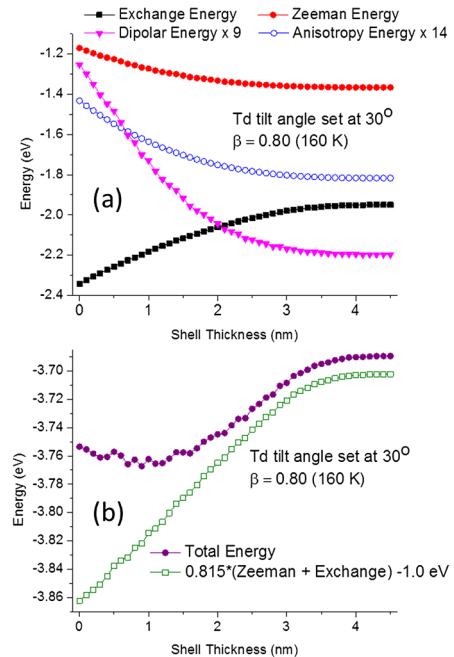 Exchange Energy Zeeman Energy
Dipolar Energy x 9 Anisotropy Energy x 14
-1.2
-1.4
-1.6
-1.8
-2.0
-2.2
-2.4
Energy (eV)
Td tilt angle set at 30⁰
β = 0.80 (160 K)
(a)
0 1 2 3 4
Shell Thickness (nm)
-3.70
-3.72
-3.74
-3.76
-3.78
-3.80
-3.82
-3.84
-3.86
Energy (eV)
Td tilt angle set at 30⁰
β = 0.80 (160 K)
(b)
Total Energy
0.815*(Zeeman + Exchange) -1.0 eV
0 1 2 3 4
Shell Thickness (nm)